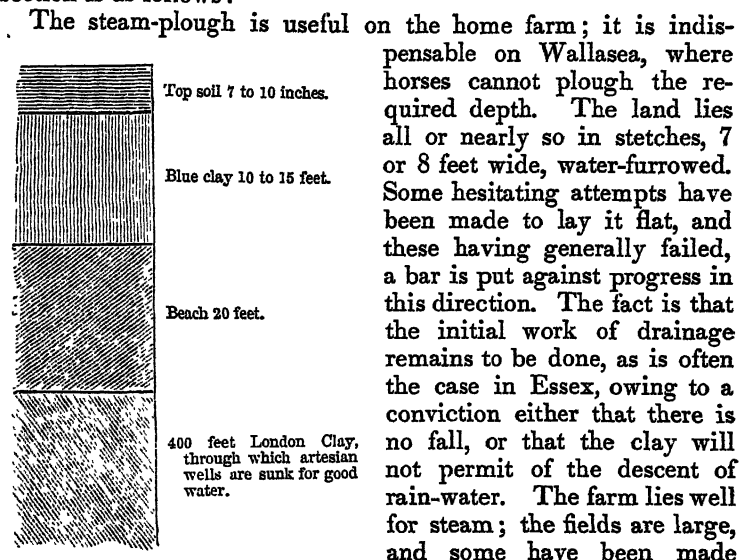 The steam-plough is useful on the home farm; it is indis-
pensable on Wallasea, where
horses cannot plough the re-
quired depth. The land lies
all or nearly so in stetches, 7
or 8 feet wide, water-furrowed.
Some hesitating attempts have
been made to lay it flat, and
these having generally failed,
a bar is put against progress in
this direction. The fact is that
the initial work of drainage
remains to be done, as is often
the case in Essex, owing to a
conviction either that there is
no fall, or that the clay will
not permit of the descent of
rain-water. The farm lies well
for steam; the fields are large,
and some have been made
Top soil 7 to 10 inches.
Blue clay 10 to 15 feet.
Beach 20 feet.
400 feet London Clay,
through which artesian
wells are sunk for good
water.